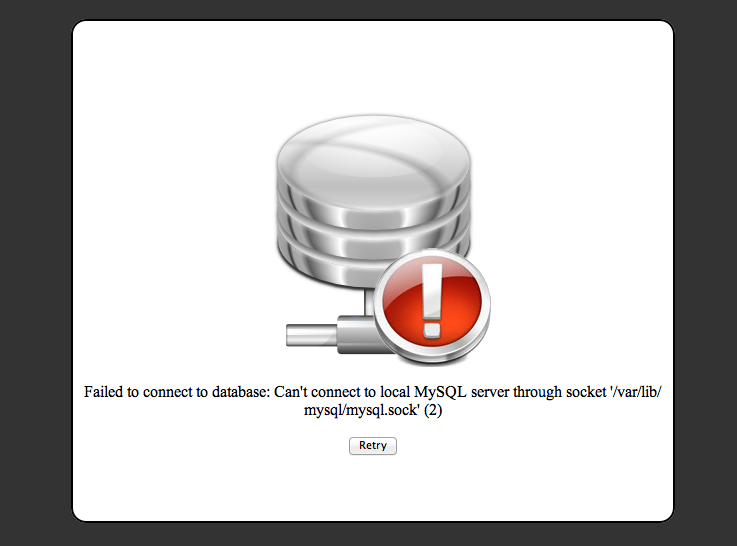 Failed to connect to database: Can't connect to local MySQL server through socket '/var/lib/
mysql/mysql.sock' (2)
Retry